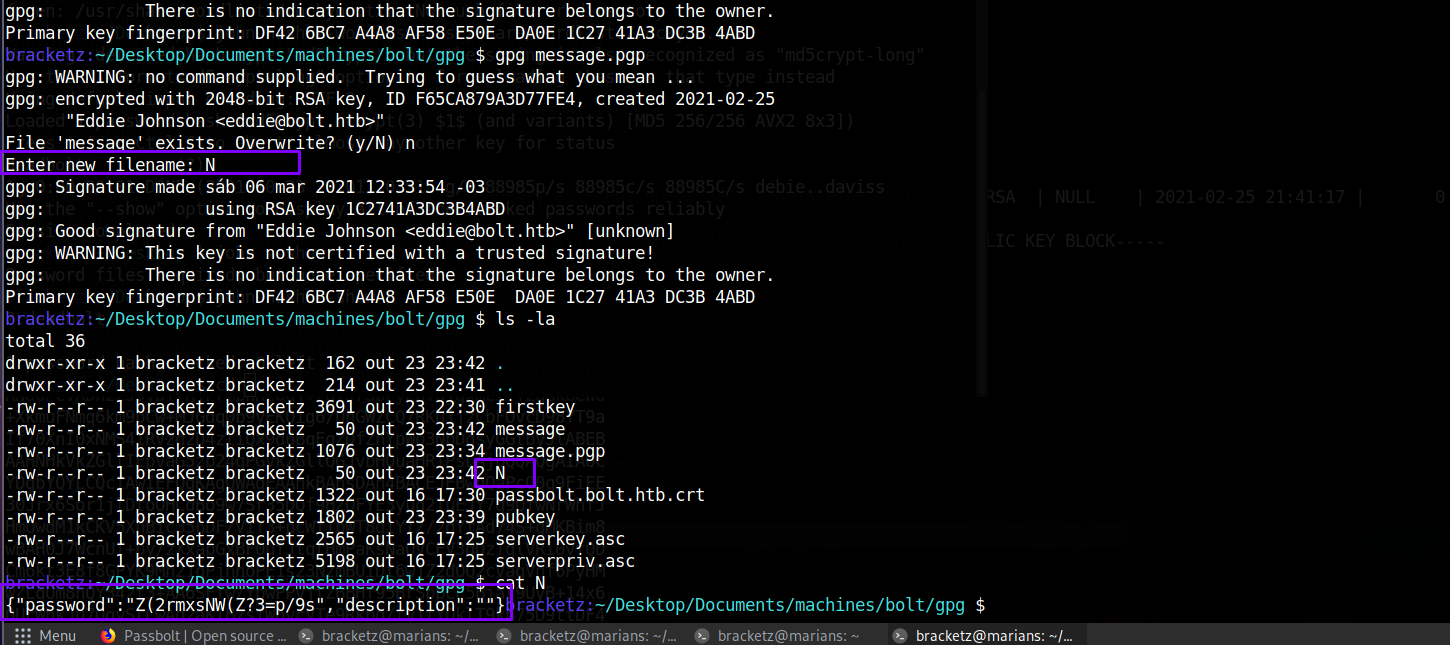 gpg:          There is no indication that the signature belongs to the owner.
Primary key fingerprint: DF42 6BC7 A4A8 AF58 E50E  DA0E 1C27 41A3 DC3B 4ABD
bracketz:~/Desktop/Documents/machines/bolt/gpg $ gpg message.pgp
gpg: WARNING: no command supplied.  Trying to guess what you mean ...
gpg: encrypted with 2048-bit RSA key, ID F65CA879A3D77FE4, created 2021-02-25
      "Eddie Johnson <eddie@bolt.htb>"
File 'message' exists. Overwrite? (y/N) n
Enter new filename: N
gpg: Signature made sáb 06 mar 2021 12:33:54 -03
gpg:                using RSA key 1C2741A3DC3B4ABD
RSA  | NULL    | 2021-02-25 21:41:17 |       0
gpg: Good signature from "Eddie Johnson <eddie@bolt.htb>" [unknown]
LIC KEY BLOCK-----
gpg: WARNING: This key is not certified with a trusted signature!
gpg:          There is no indication that the signature belongs to the owner.
Primary key fingerprint: DF42 6BC7 A4A8 AF58 E50E  DA0E 1C27 41A3 DC3B 4ABD
bracketz:~/Desktop/Documents/machines/bolt/gpg $ ls -la
total 36
drwxr-xr-x 1 bracketz bracketz  162 out 23 23:42 .
drwxr-xr-x 1 bracketz bracketz  214 out 23 23:41 ..
-rw-r--r-- 1 bracketz bracketz 3691 out 23 22:30 firstkey
-rw-r--r-- 1 bracketz bracketz   50 out 23 23:42 message
-rw-r--r-- 1 bracketz bracketz 1076 out 23 23:34 message.pgp
-rw-r--r-- 1 bracketz bracketz   50 out 23 23:42 N
-rw-r--r-- 1 bracketz bracketz 1322 out 16 17:30 passbolt.bolt.htb.crt
-rw-r--r-- 1 bracketz bracketz 1802 out 23 23:39 pubkey
-rw-r--r-- 1 bracketz bracketz 2565 out 16 17:25 serverkey.asc
-rw-r--r-- 1 bracketz bracketz 5198 out 16 17:25 serverpriv.asc
bracketz:~/Desktop/Documents/machines/bolt/gpg $ cat N
{"password":"Z(2rmxsNW(Z?3=p/9s","description":""}bracketz:~/Desktop/Documents/machines/bolt/gpg $
Menu Passbolt | Open source ... bracketz@marians: ~/... bracketz@marians: ~/... bracketz@marians: ~ bracketz@marians: ~/...